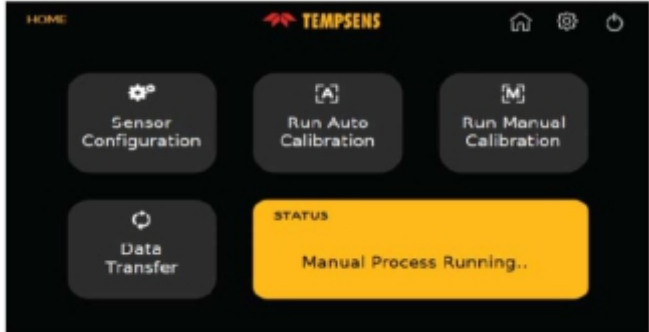 HOME
TEMPSENS
Sensor
Configuration
[A]
Run Auto
Calibration
[M]
Run Manual
Calibration
Data
Transfer
STATUS
Manual Process Running..